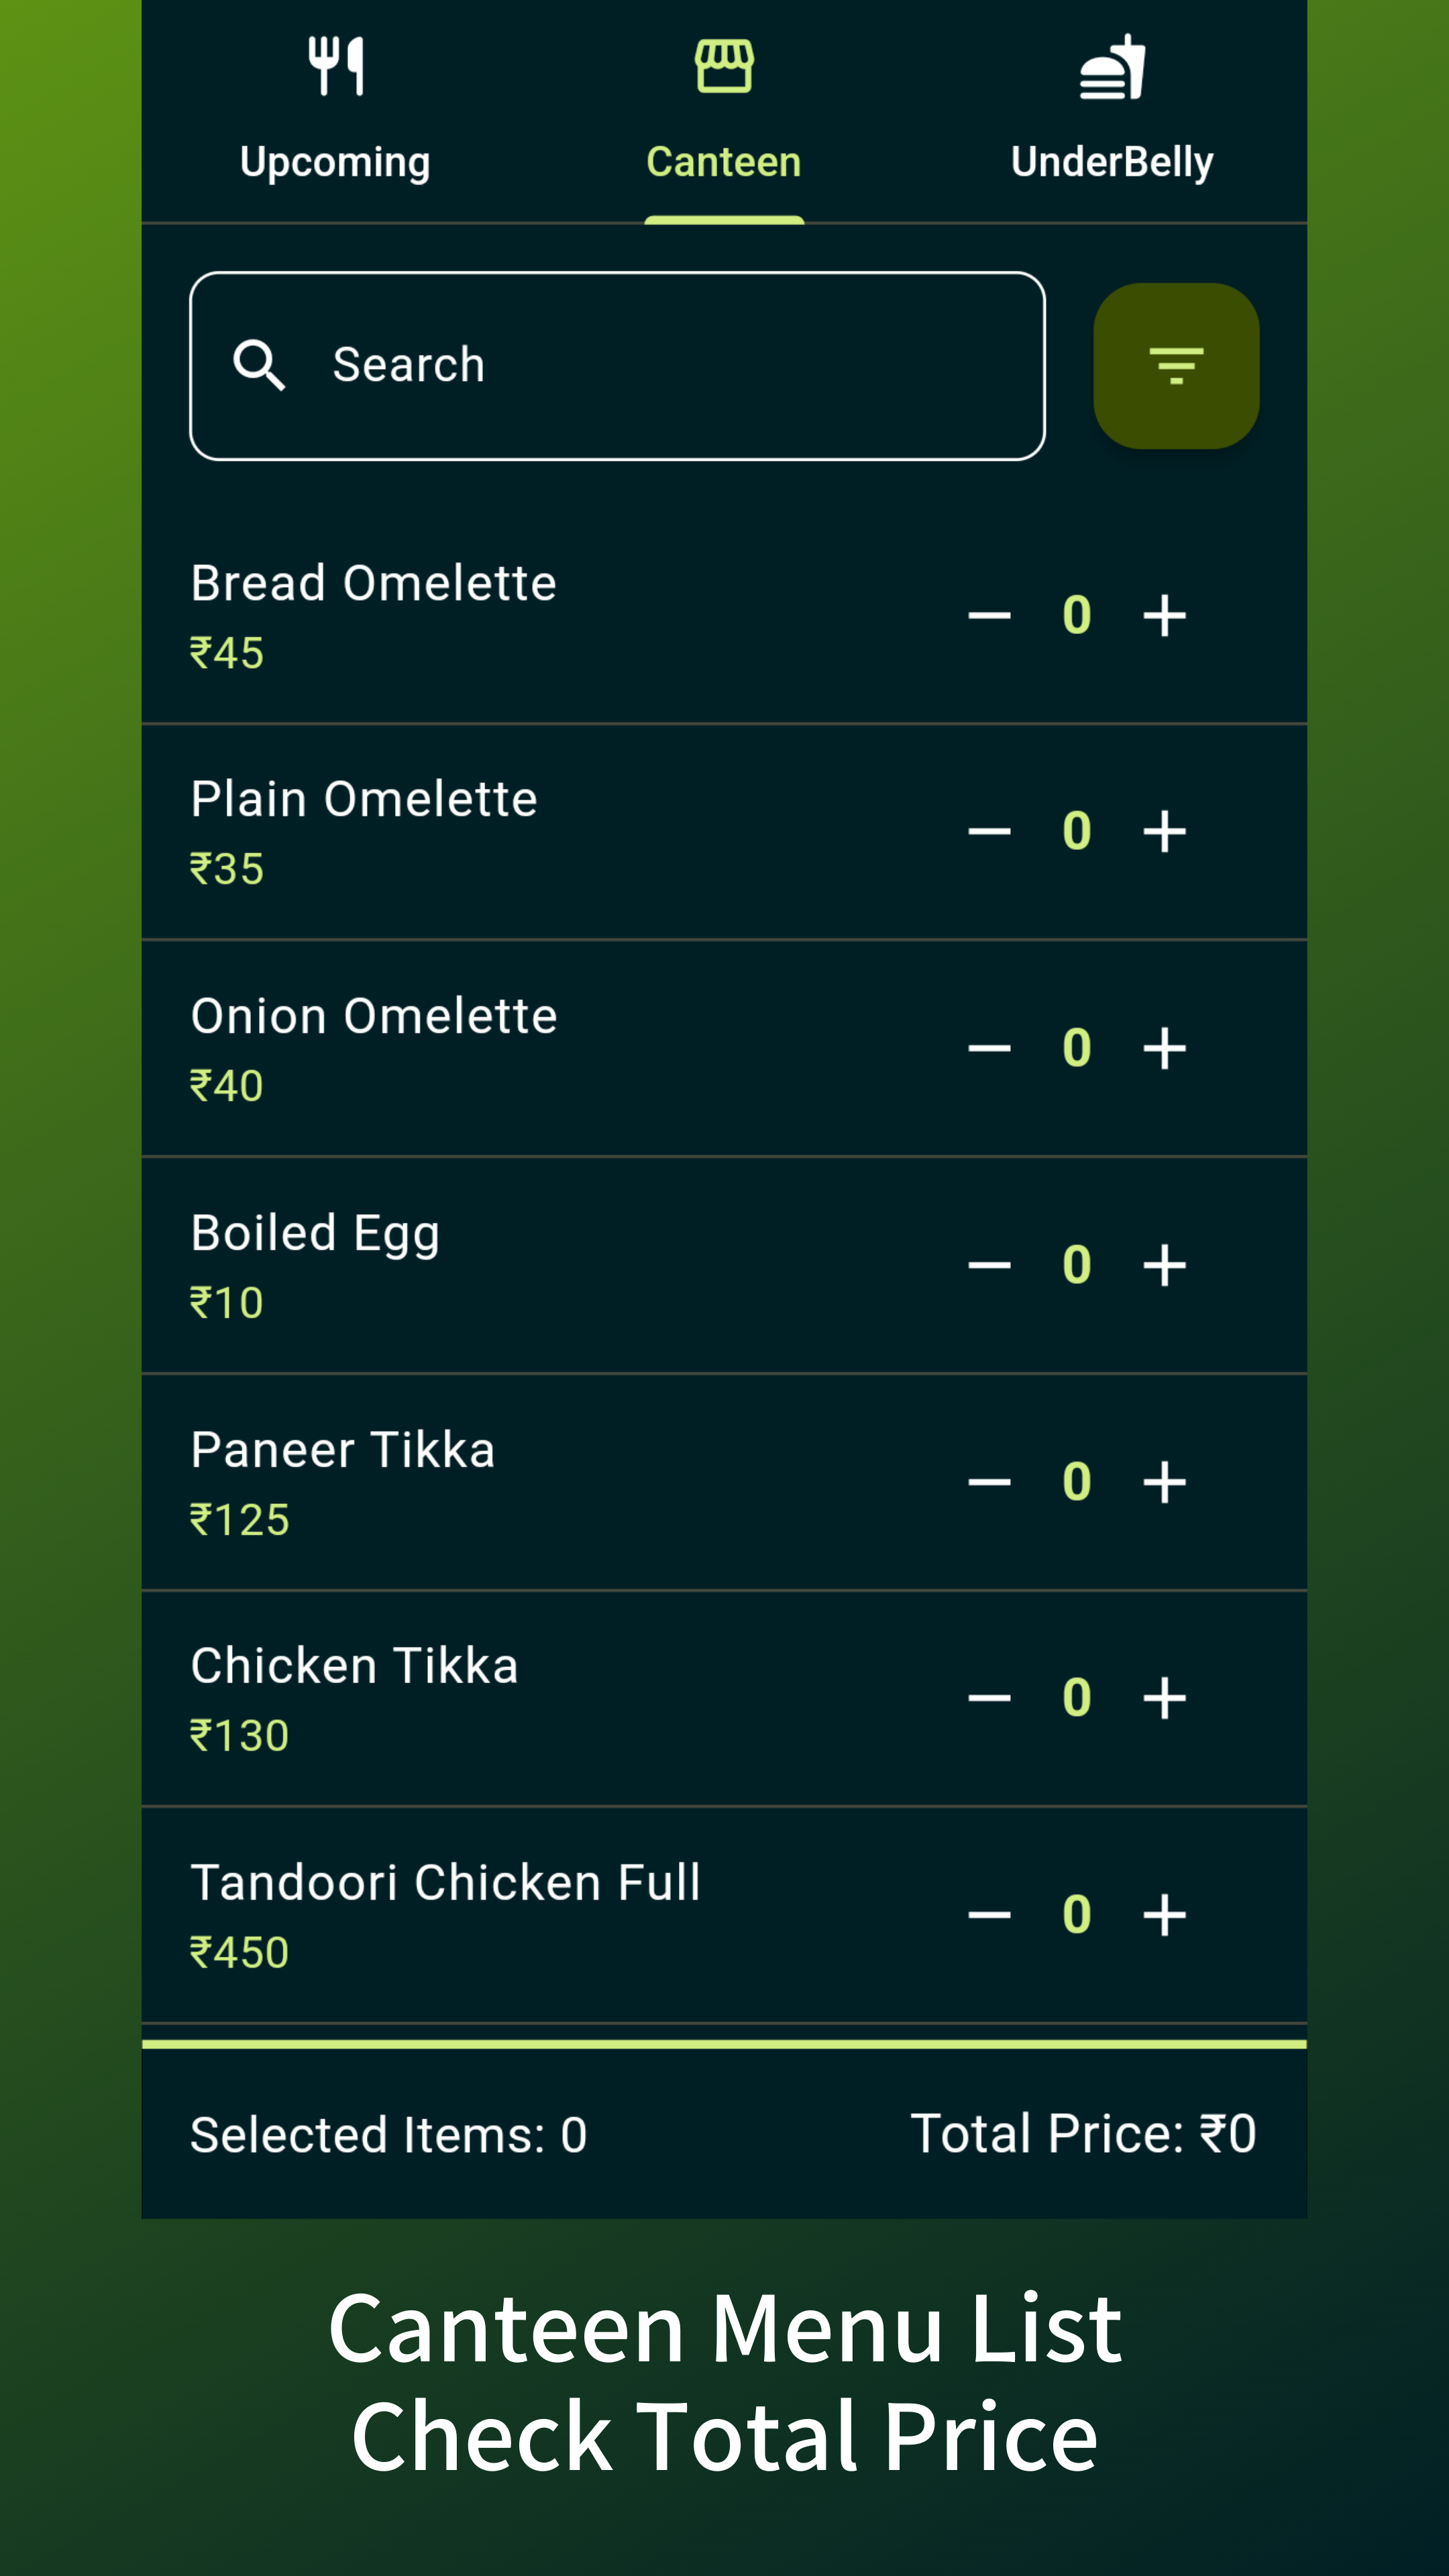 Upcoming
Canteen
UnderBelly
Search
Bread Omelette
₹45
0
Plain Omelette
₹35
0
Onion Omelette
₹40
0
Boiled Egg
₹10
0
Paneer Tikka
₹125
0
Chicken Tikka
₹130
0
Tandoori Chicken Full
₹450
0
Selected Items: 0
Total Price: ₹0
Canteen Menu List
Check Total Price